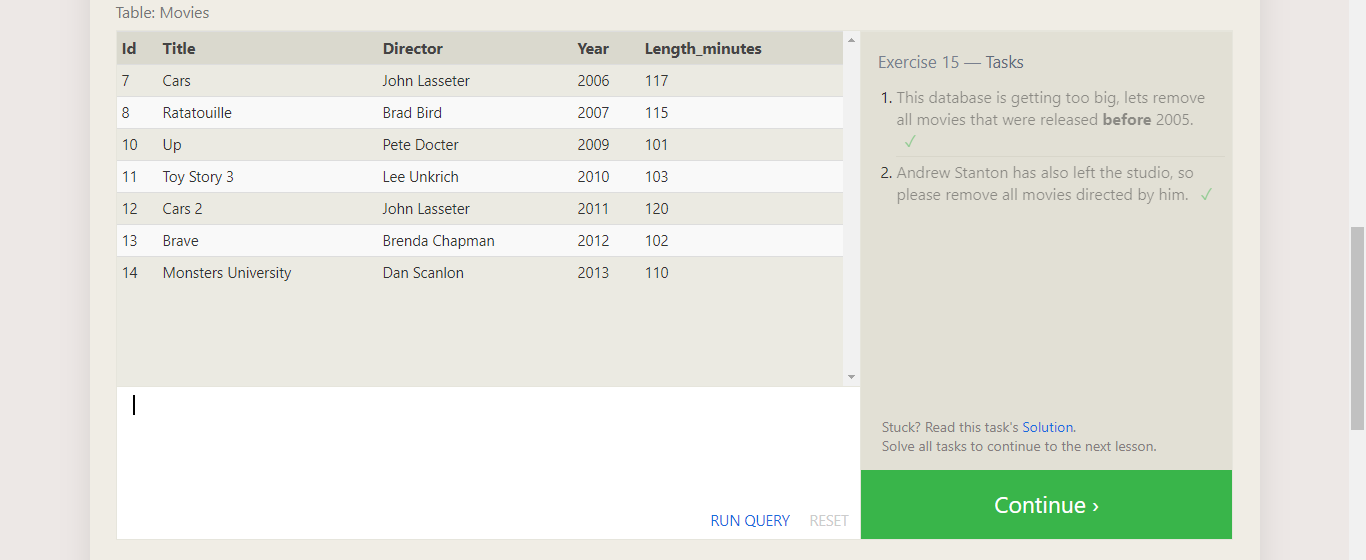 Table: Movies
Id Title Director Year Length_minutes
7 Cars John Lasseter 2006 117
8 Ratatouille Brad Bird 2007 115
10 Up Pete Docter 2009 101
11 Toy Story 3 Lee Unkrich 2010 103
12 Cars 2 John Lasseter 2011 120
13 Brave Brenda Chapman 2012 102
14 Monsters University Dan Scanlon 2013 110
RUN QUERY RESET
Exercise 15 — Tasks
1. This database is getting too big, lets remove
all movies that were released before 2005.
✓
2. Andrew Stanton has also left the studio, so
please remove all movies directed by him. ✓
Stuck? Read this task's Solution.
Solve all tasks to continue to the next lesson.
Continue ›